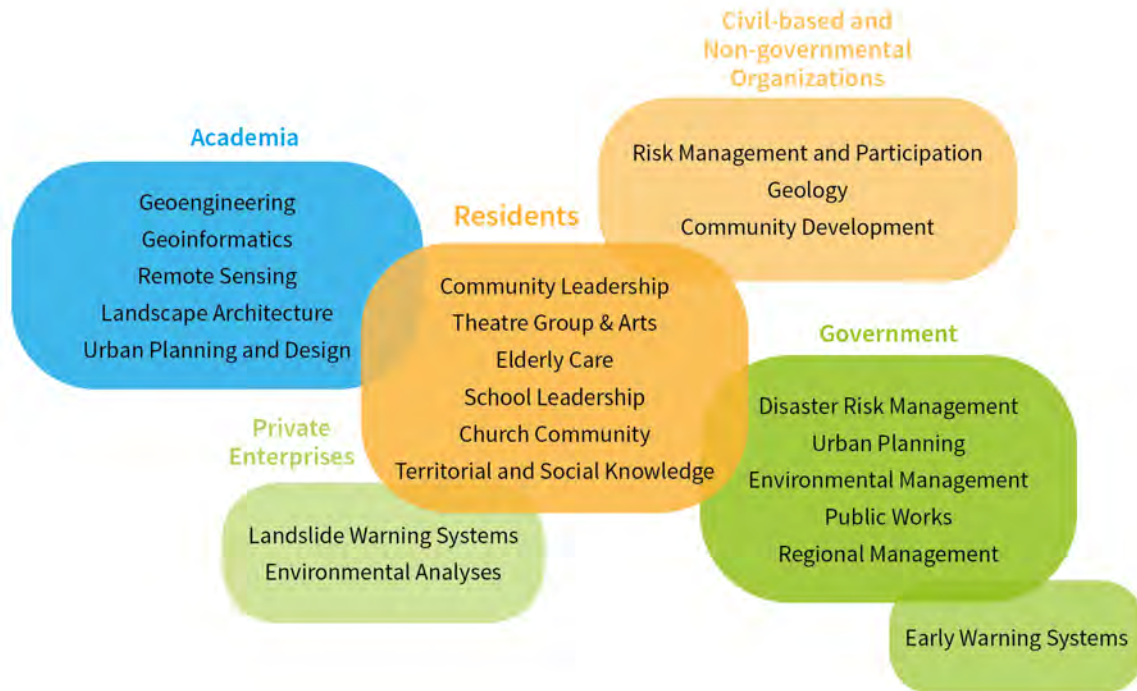 Civil-based and
Non-governmental
Organizations
Risk Management and Participation
Geology
Community Development
Academia
Geoengineering
Geoinformatics
Remote Sensing
Landscape Architecture
Urban Planning and Design
Residents
Community Leadership
Theatre Group & Arts
Elderly Care
School Leadership
Church Community
Territorial and Social Knowledge
Government
Disaster Risk Management
Urban Planning
Environmental Management
Public Works
Regional Management
Private
Enterprises
Landslide Warning Systems
Environmental Analyses
Early Warning Systems